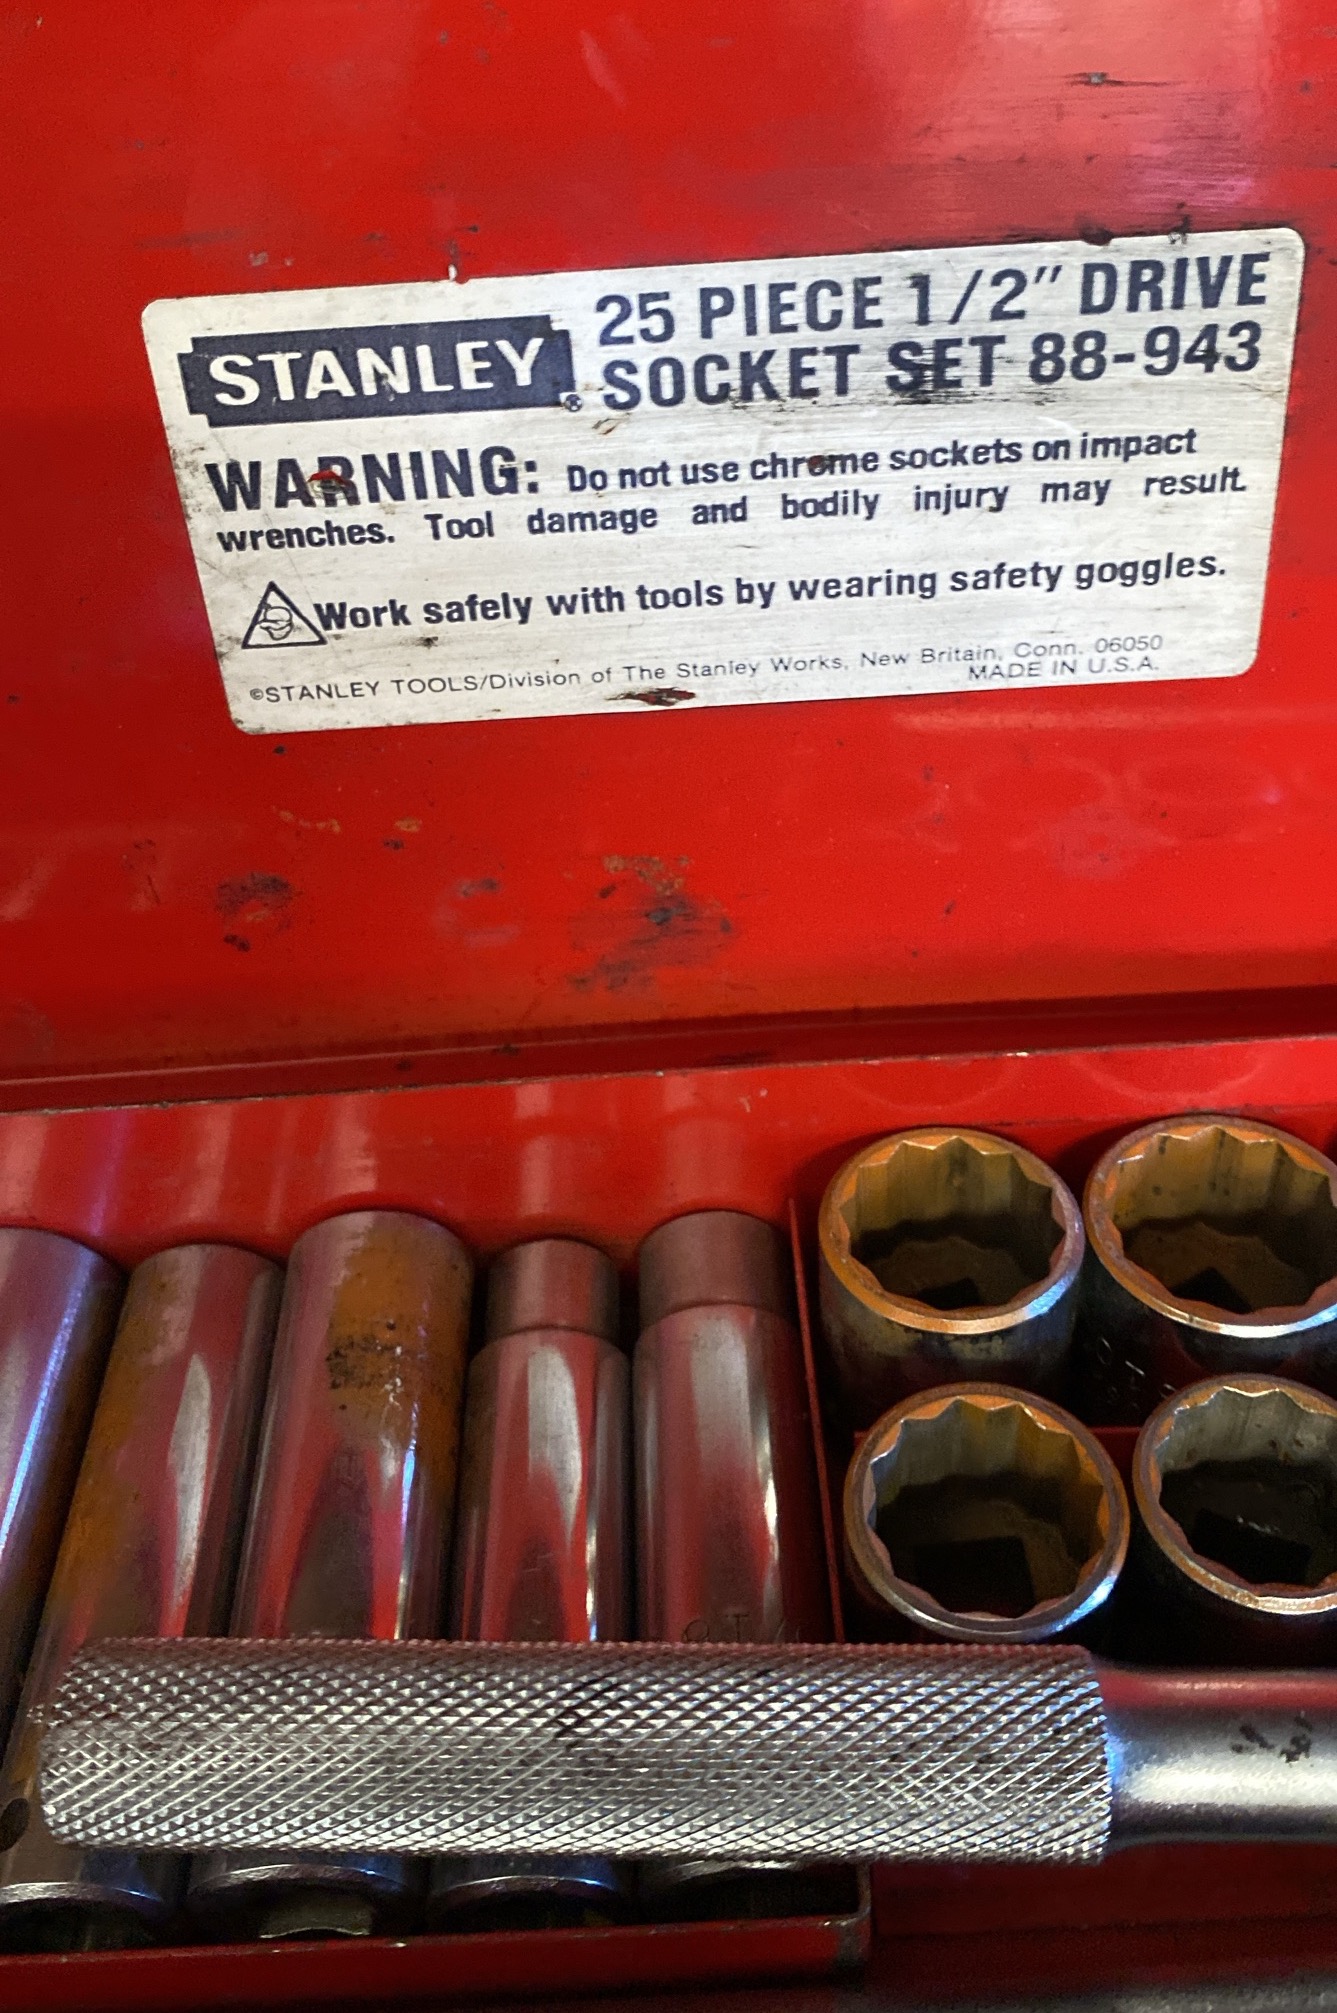 STANLEY®
25 PIECE 1/2" DRIVE
SOCKET SET 88-943
WARNING: Do not use chrome sockets on impact
wrenches. Tool damage and bodily injury may result.
Work safely with tools by wearing safety goggles.
©STANLEY TOOLS/Division of The Stanley Works, New Britain, Conn. 06050
MADE IN U.S.A.